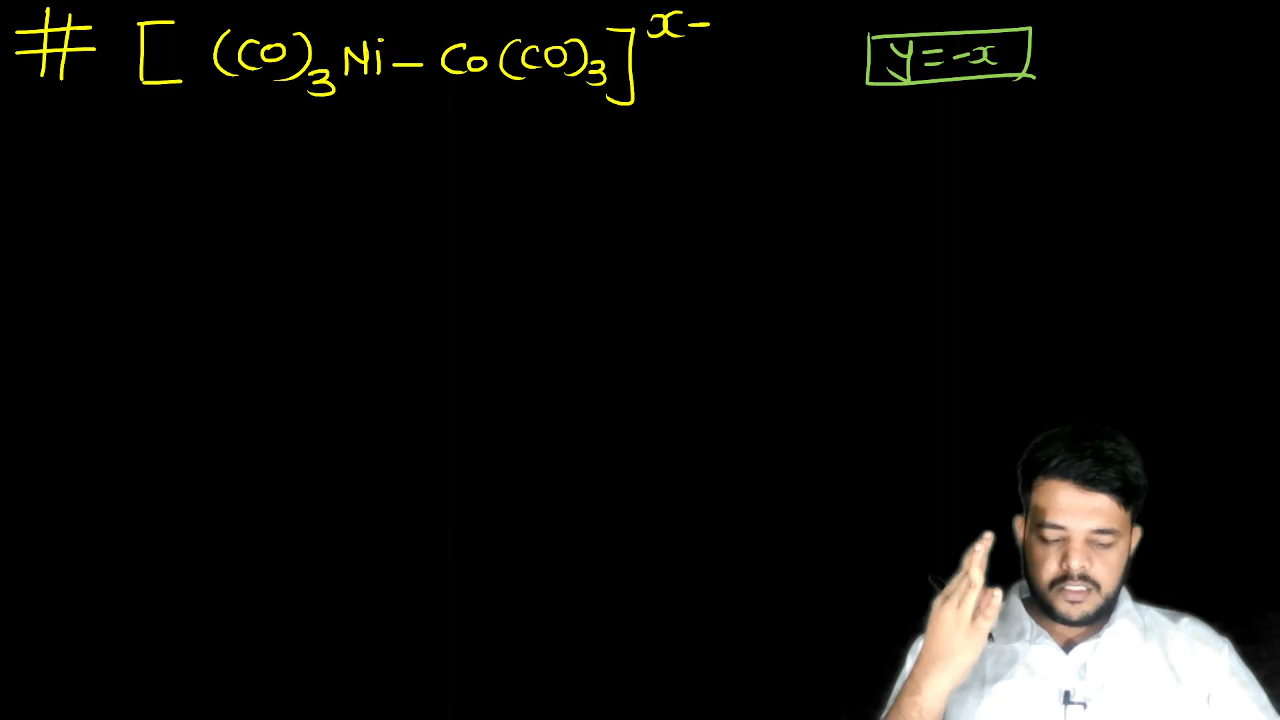 # [ (CO)₃Ni – Co(CO)₃]ˣ⁻
y = -x